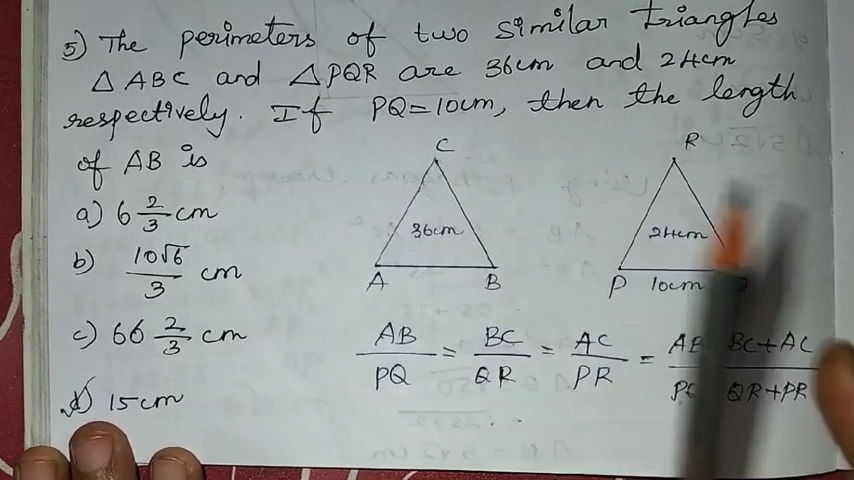 5) The perimeters of two similar triangles
△ ABC and △PQR are 36cm and 24cm
respectively. If PQ=10cm, then the length
of AB is
a) 6 2/3 cm
b) 10√6/3 cm
c) 66 2/3 cm
d) 15cm
C
36cm
A B
R
24cm
P 10cm
AB/PQ = BC/QR = AC/PR = AB BC+AC / QR+PR